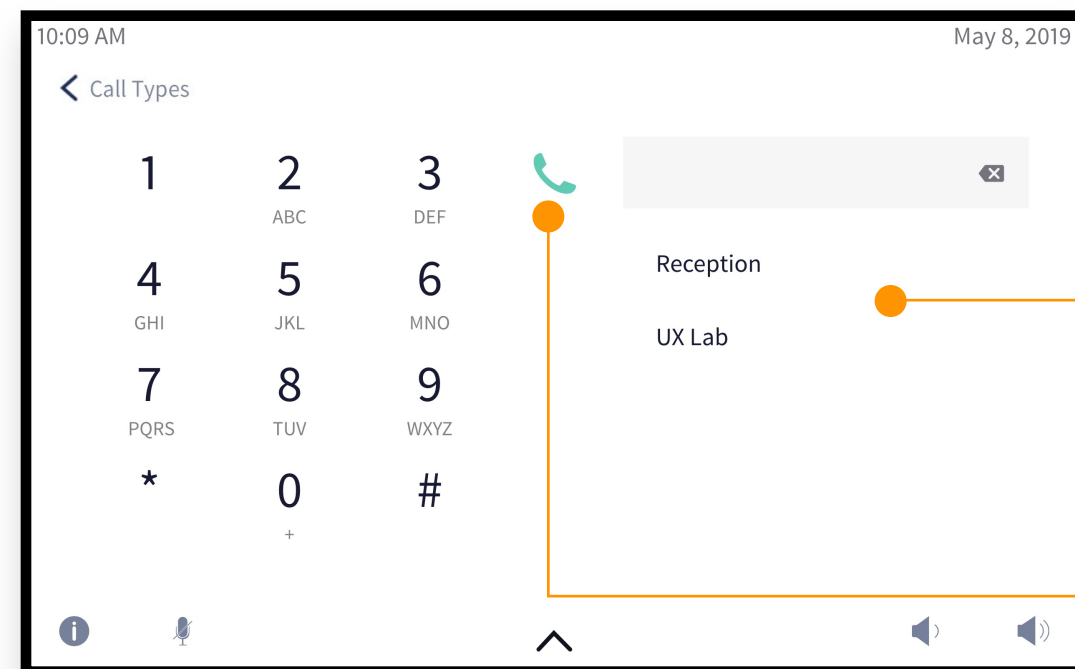 10:09 AM May 8, 2019
Call Types
1 2 3
ABC DEF
Reception
4 5 6
GHI JKL MNO
UX Lab
7 8 9
PQRS TUV WXYZ
* 0 #
+